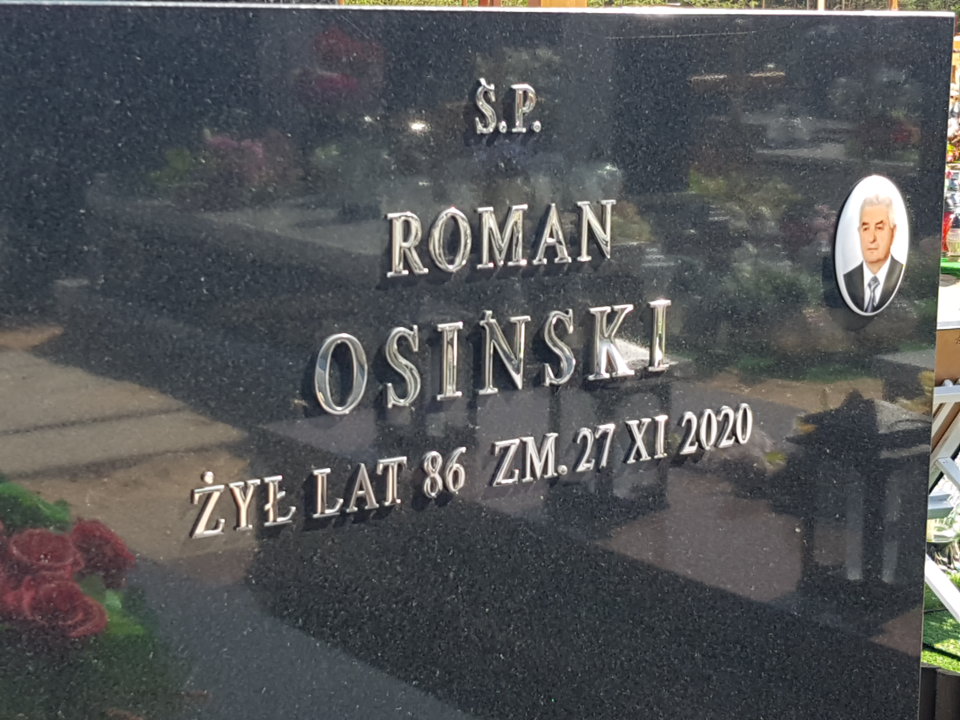 Ś.P.
ROMAN
OSIŃSKI
ŻYŁ LAT 86 ZM. 27 XI 2020